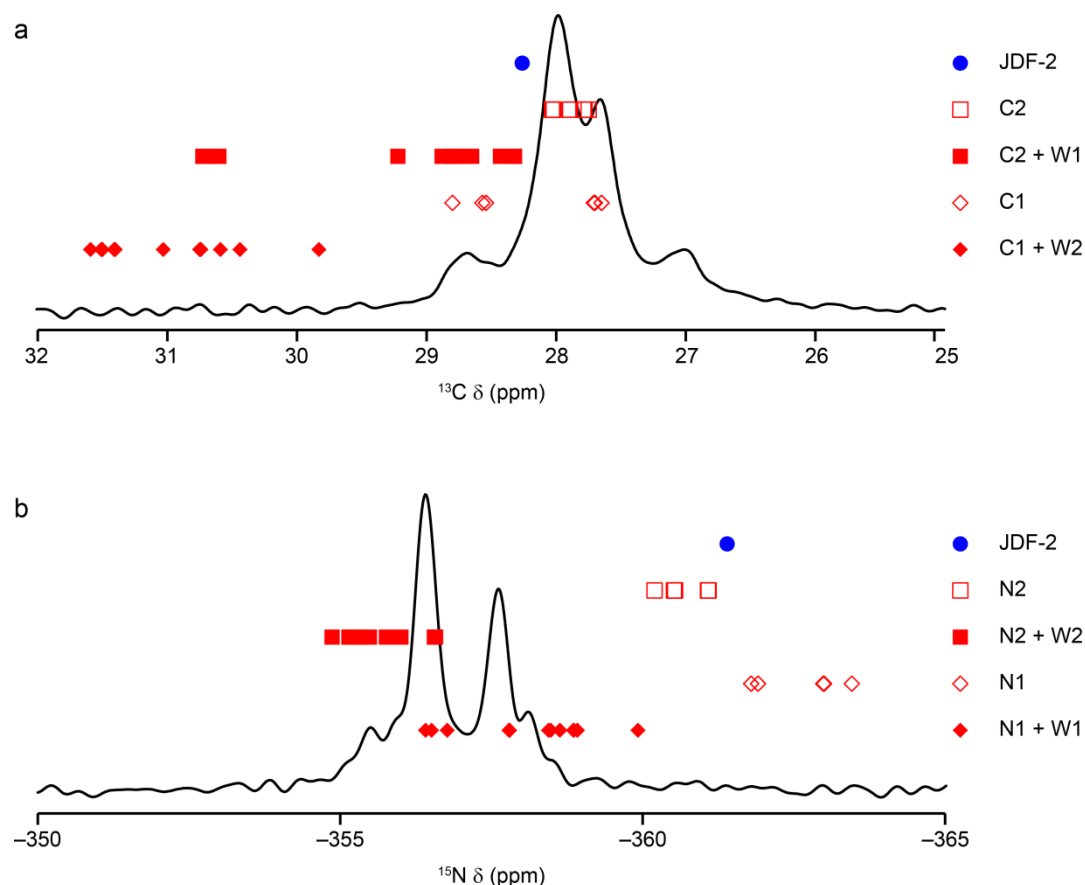 a
JDF-2
C2
C2 + W1
C1
C1 + W2
32 31 30 29 28 27 26 25
¹³C δ (ppm)
b
JDF-2
N2
N2 + W2
N1
N1 + W1
–350 –355 –360 –365
¹⁵N δ (ppm)